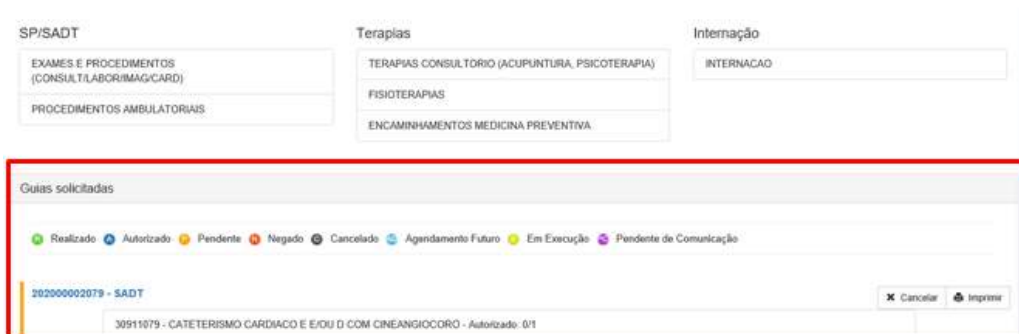 SP/SADT
EXAMES E PROCEDIMENTOS
(CONSULT/LABOR/IMAG/CARD)
PROCEDIMENTOS AMBULATORIAIS
Terapias
TERAPIAS CONSULTORIO (ACUPUNTURA, PSICOTERAPIA)
FISIOTERAPIAS
ENCAMINHAMENTOS MEDICINA PREVENTIVA
Internação
INTERNACAO
Guias solicitadas
R Realizado A Autorizado P Pendente N Negado C Cancelado Agendamento Futuro Em Execução Pendente de Comunicação
202000002079 - SADT
Cancelar Imprimir
30911079 - CATETERISMO CARDIACO E E/OU D COM CINEANGIOCORO - Autorizado: 0/1